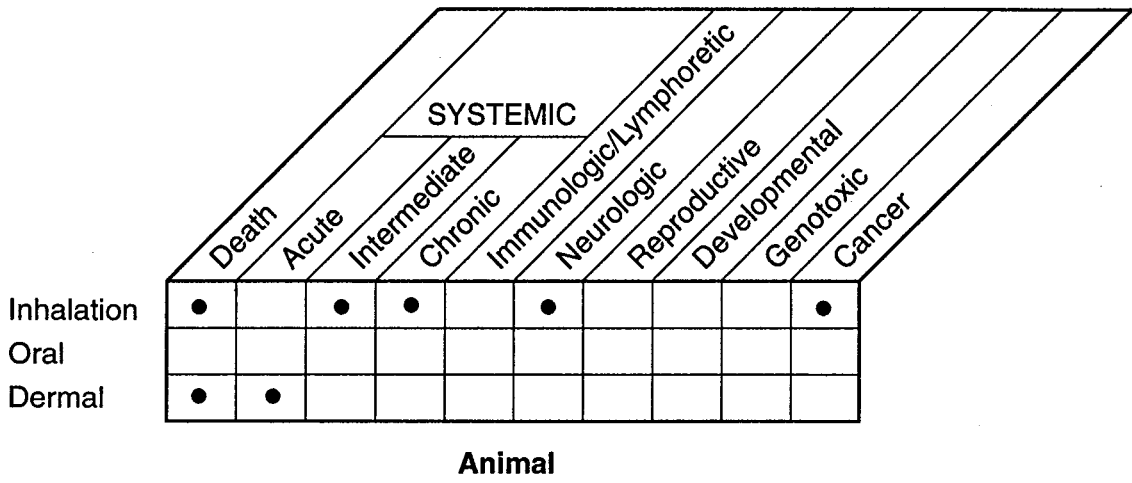 SYSTEMIC
Death
Acute
Intermediate
Chronic
Immunologic/Lymphoretic
Neurologic
Reproductive
Developmental
Genotoxic
Cancer
Inhalation
Oral
Dermal
Animal